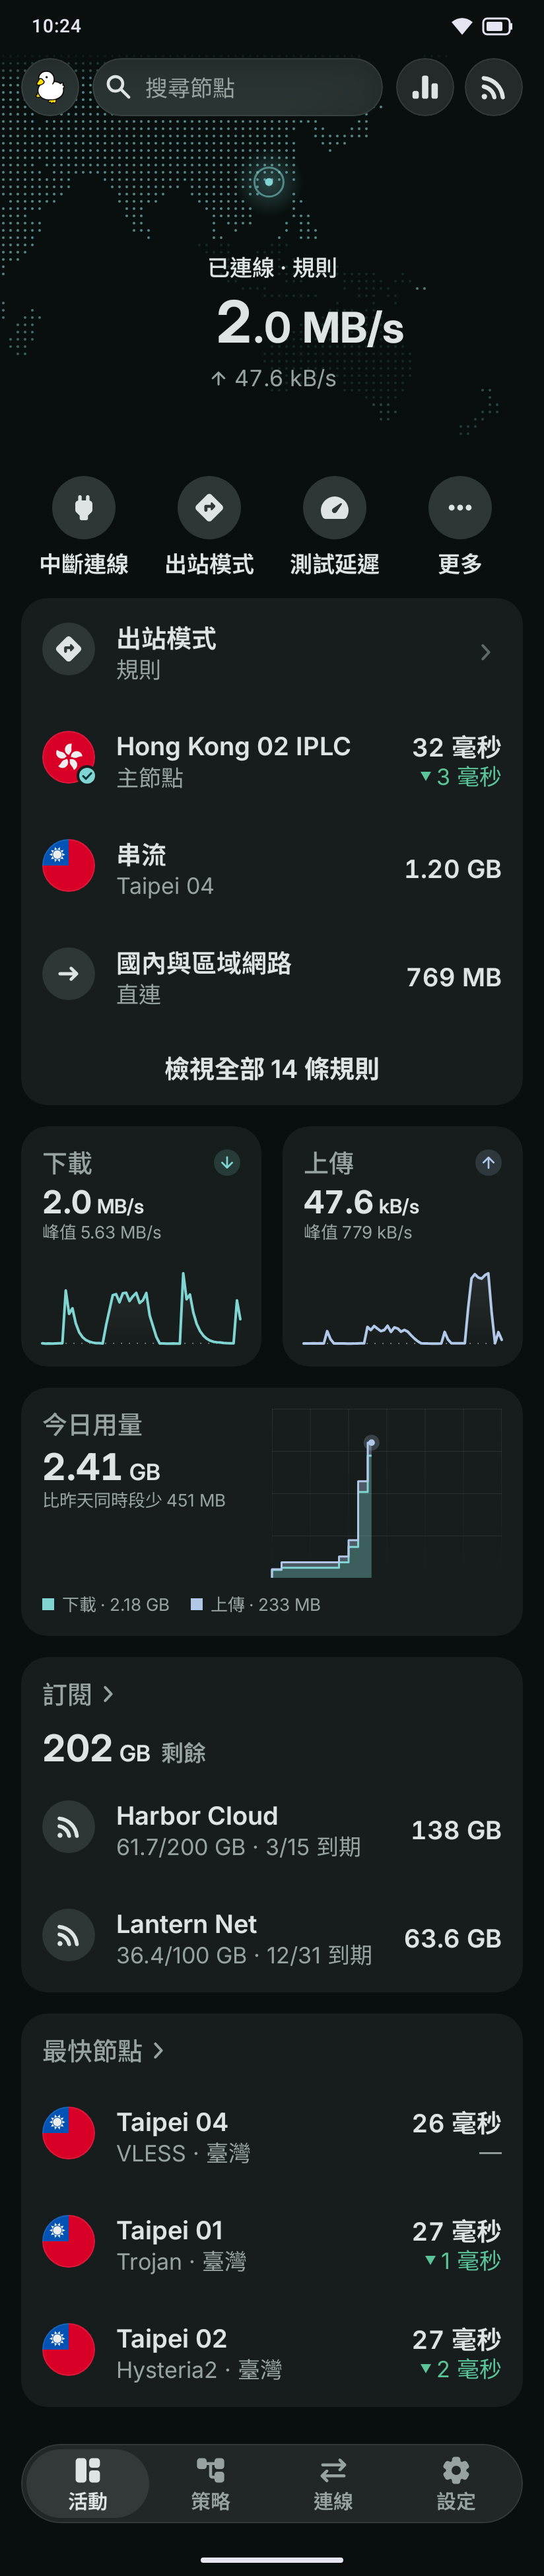 10:24
搜尋節點
已連線 · 規則
2.0 MB/s
↑ 47.6 kB/s
中斷連線
出站模式
測試延遲
更多
出站模式
規則
Hong Kong 02 IPLC
32 毫秒
主節點
▼3 毫秒
串流
1.20 GB
Taipei 04
國內與區域網路
769 MB
直連
檢視全部 14 條規則
下載
2.0 MB/s
峰值 5.63 MB/s
上傳
47.6 kB/s
峰值 779 kB/s
今日用量
2.41 GB
比昨天同時段少 451 MB
下載 · 2.18 GB
上傳 · 233 MB
訂閱
202 GB 剩餘
Harbor Cloud
138 GB
61.7/200 GB · 3/15 到期
Lantern Net
63.6 GB
36.4/100 GB · 12/31 到期
最快節點
Taipei 04
26 毫秒
VLESS · 臺灣
—
Taipei 01
27 毫秒
Trojan · 臺灣
▼1 毫秒
Taipei 02
27 毫秒
Hysteria2 · 臺灣
▼2 毫秒
活動
策略
連線
設定